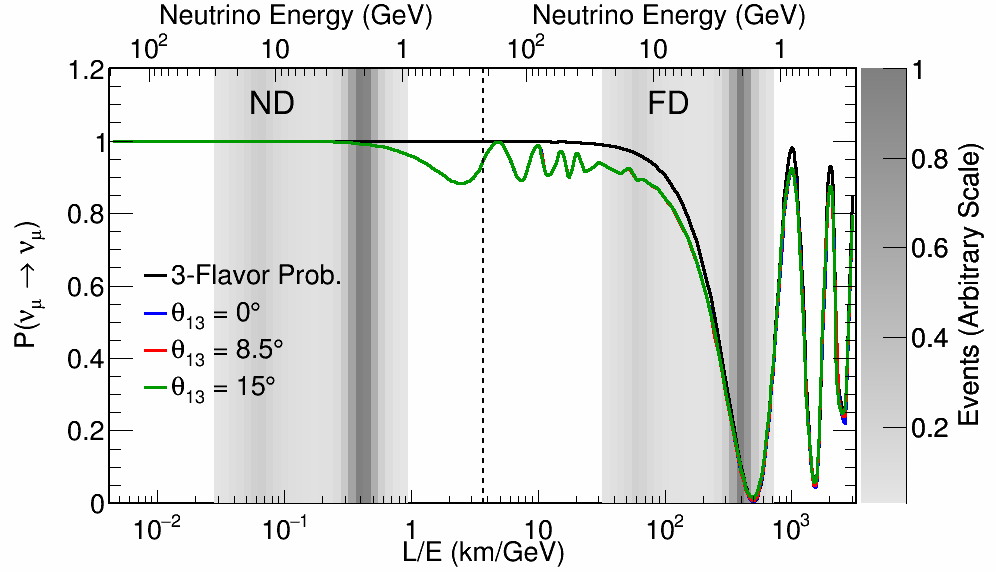 Neutrino Energy (GeV) Neutrino Energy (GeV)
10² 10 1 10² 10 1
1.2 1
ND FD
1
0.8 0.8
P(νμ → νμ)
Events (Arbitrary Scale)
0.6 0.6
3-Flavor Prob.
θ₁₃ = 0°
θ₁₃ = 8.5°
0.4 0.4
θ₁₃ = 15°
0.2 0.2
0
10⁻² 10⁻¹ 1 10 10² 10³
L/E (km/GeV)